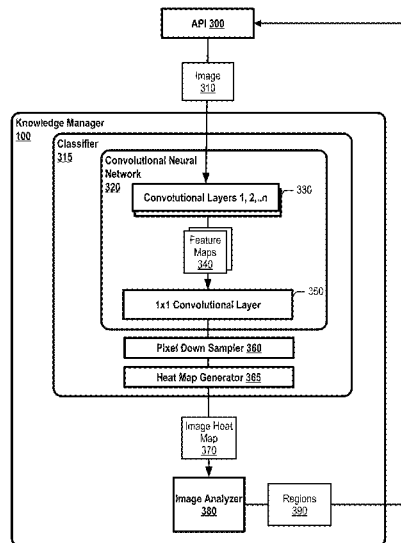 API 300
Image
310
Knowledge Manager
100
Classifier
315
Convolutional Neural
Network
320
Convolutional Layers 1, 2,..n
330
Feature
Maps
340
1x1 Convolutional Layer
350
Pixel Down Sampler 360
Heat Map Generator 365
Image Heat
Map
370
Image Analyzer
380
Regions
390